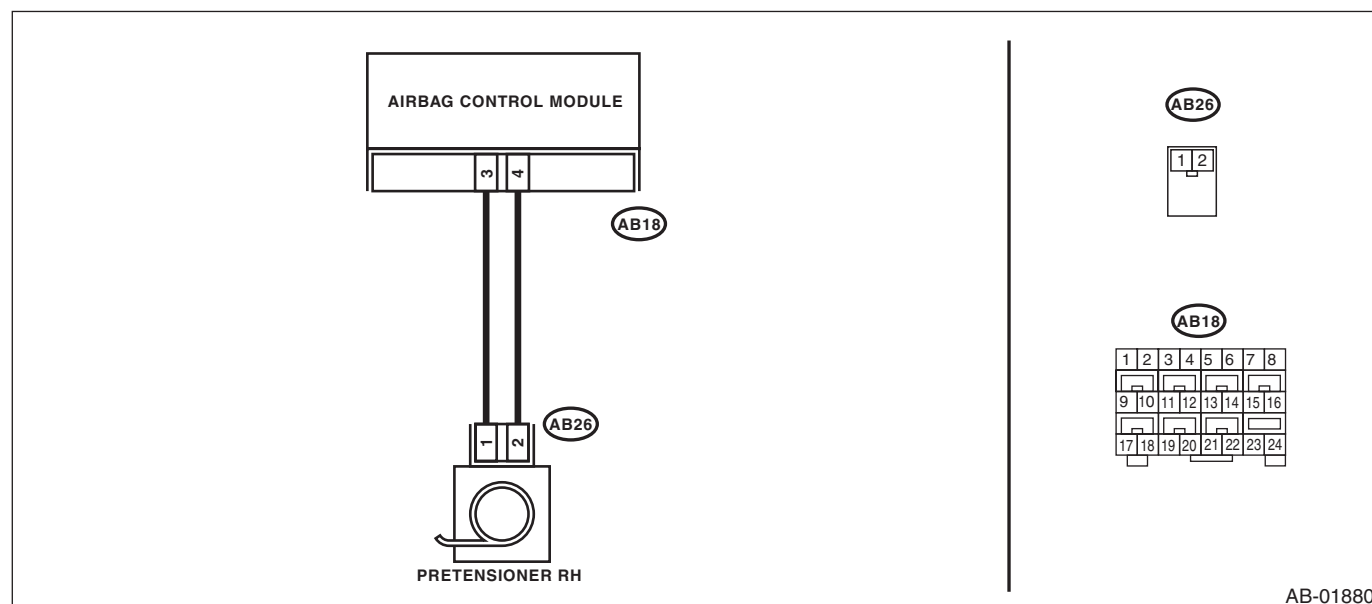 AIRBAG CONTROL MODULE
3 4
AB18
AB26
1 2
PRETENSIONER RH
AB26
1 2
AB18
1 2 3 4 5 6 7 8
9 10 11 12 13 14 15 16
17 18 19 20 21 22 23 24
AB-01880